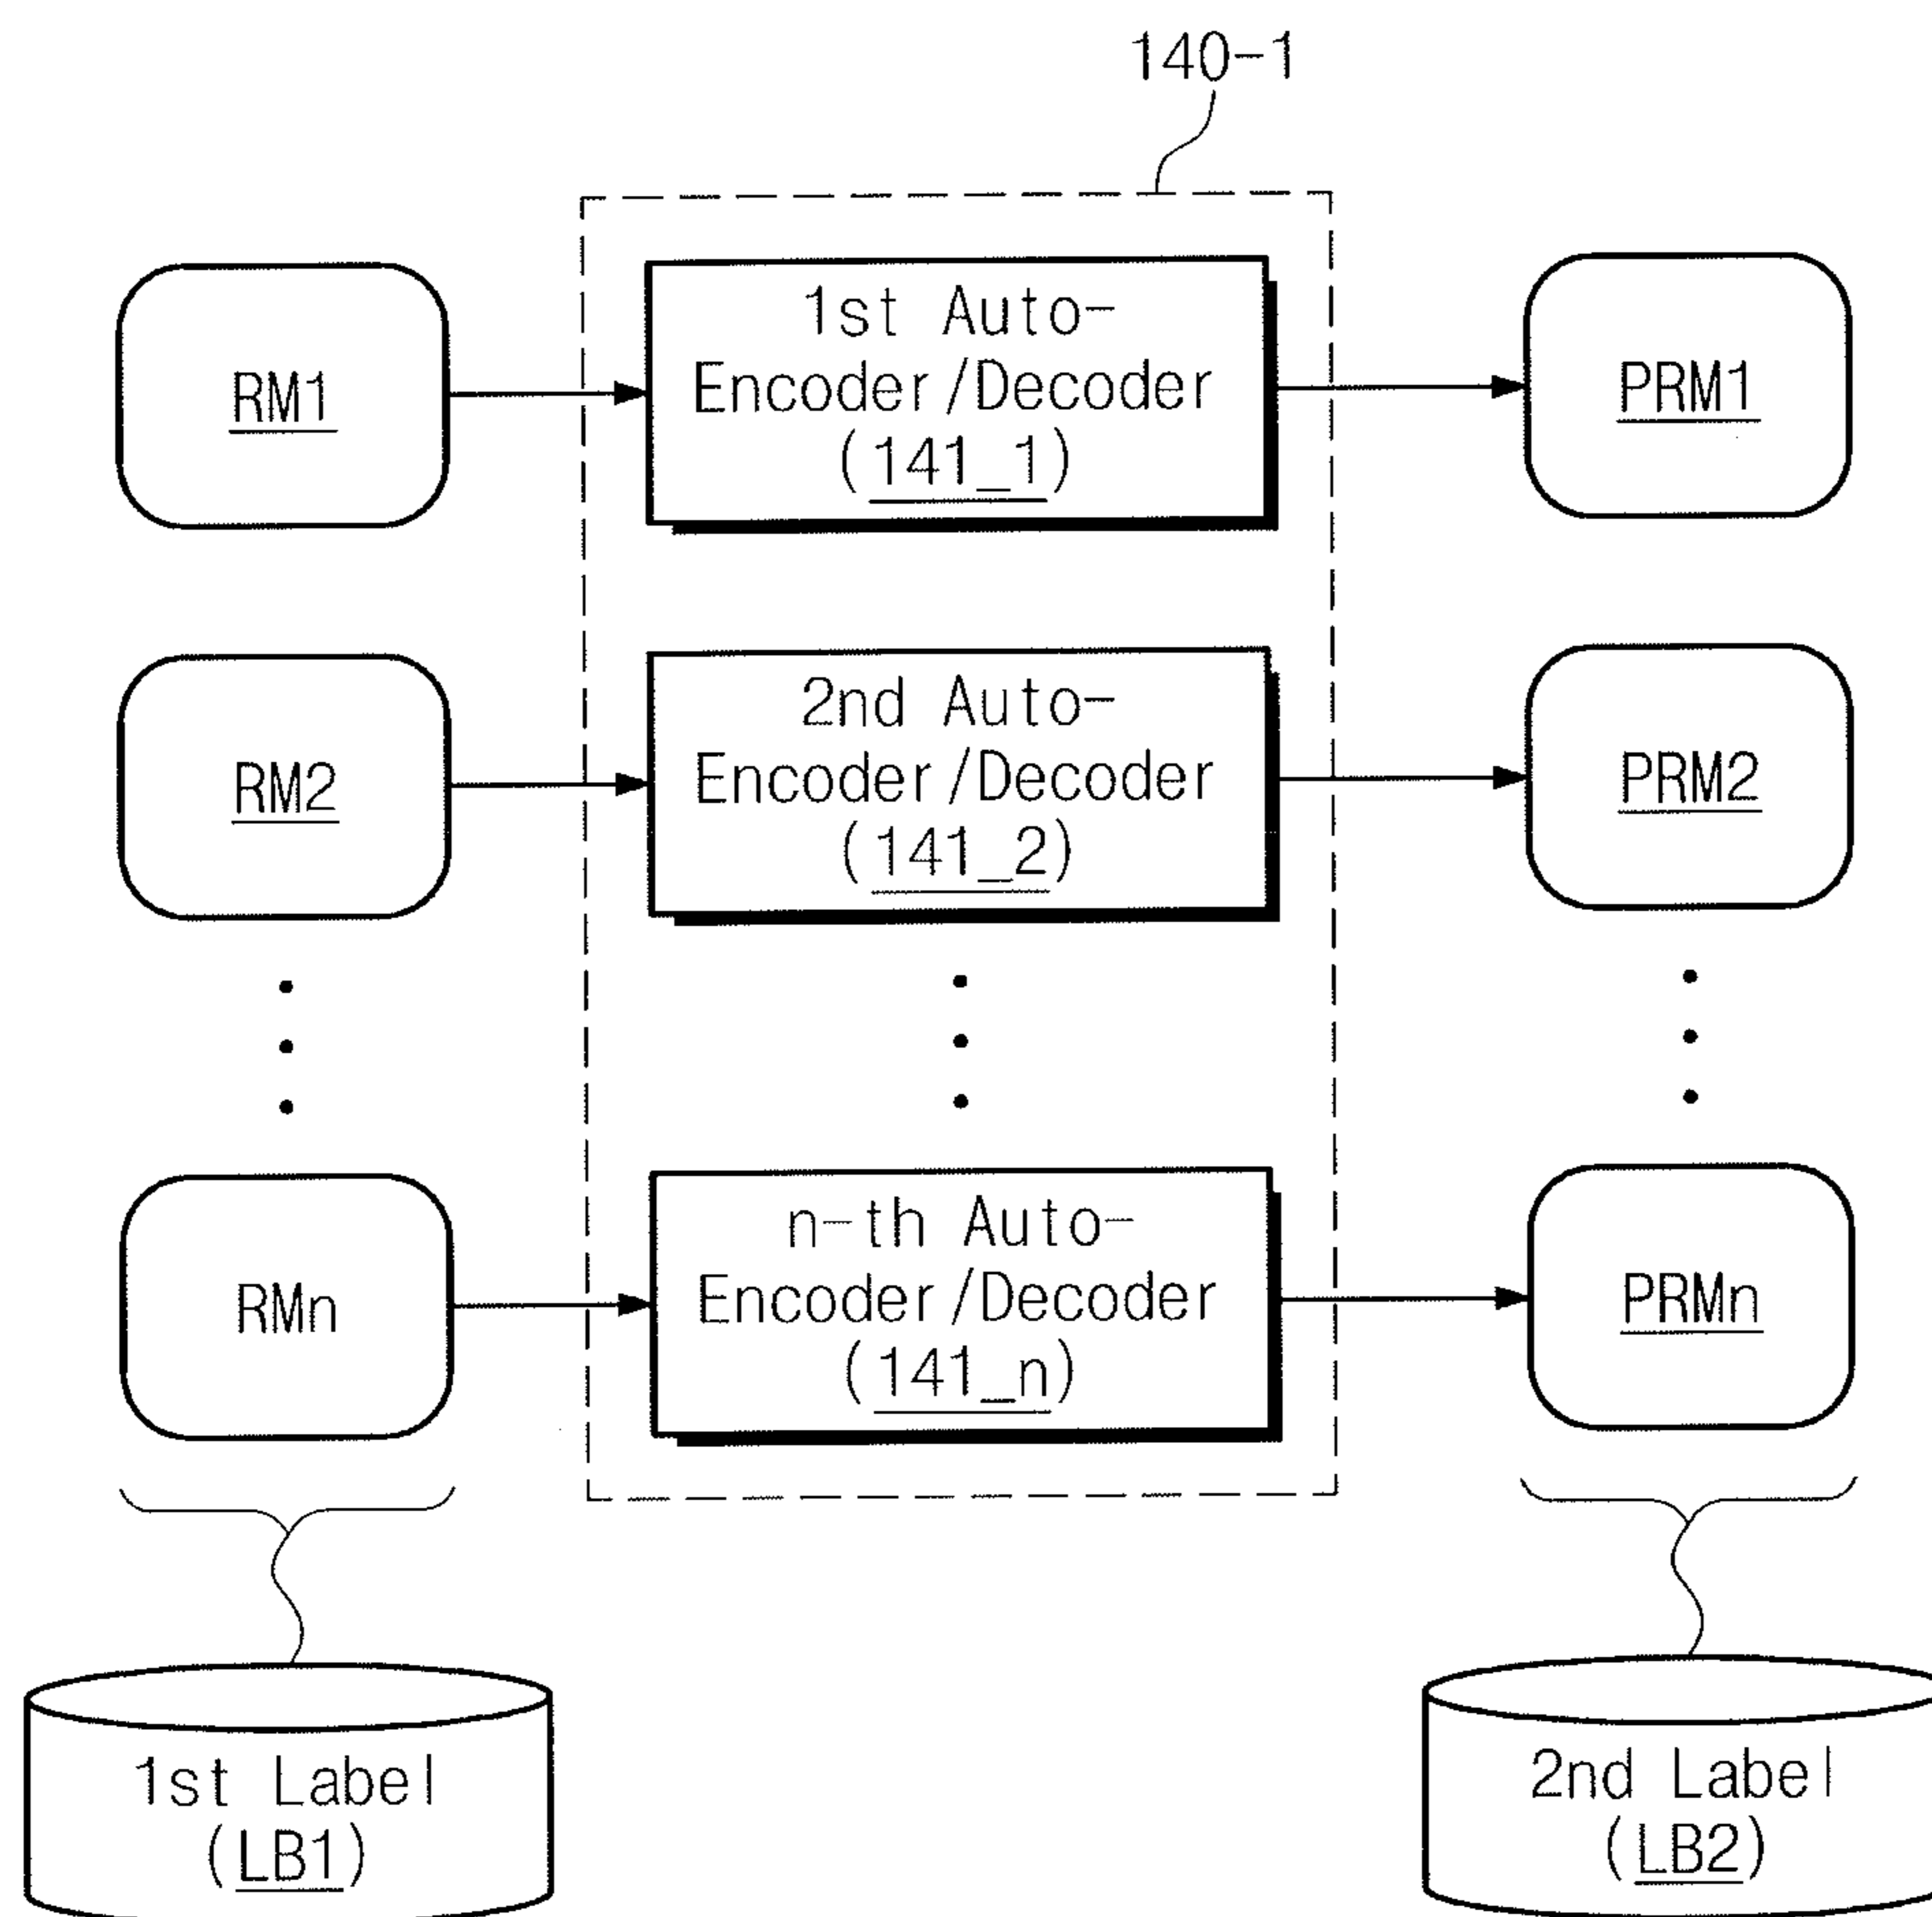 140-1
RM1
1st Auto-
Encoder/Decoder
(141_1)
PRM1
RM2
2nd Auto-
Encoder/Decoder
(141_2)
PRM2
RMn
n-th Auto-
Encoder/Decoder
(141_n)
PRMn
1st Label
(LB1)
2nd Label
(LB2)